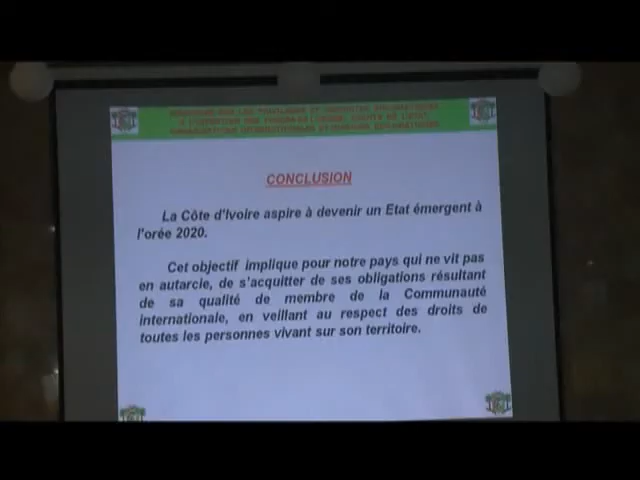 CONCLUSION
La Côte d'Ivoire aspire à devenir un Etat émergent à
l'orée 2020.
Cet objectif implique pour notre pays qui ne vit pas
en autarcie, de s'acquitter de ses obligations résultant
de sa qualité de membre de la Communauté
internationale, en veillant au respect des droits de
toutes les personnes vivant sur son territoire.